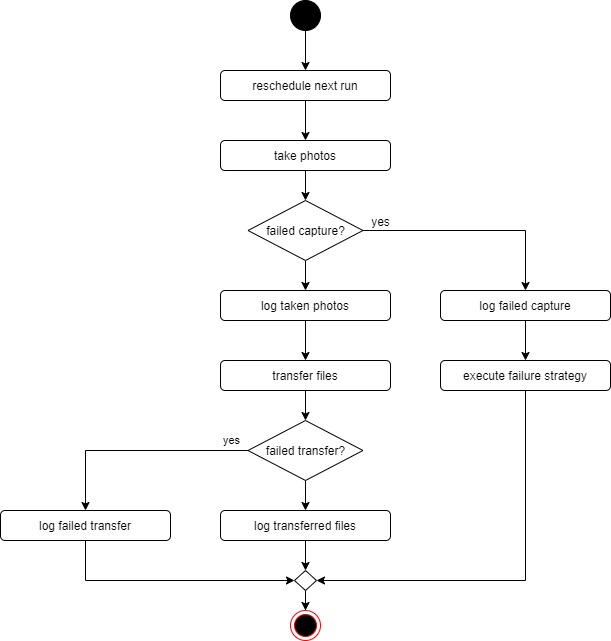 reschedule next run
take photos
failed capture?
yes
log taken photos
log failed capture
transfer files
execute failure strategy
yes
failed transfer?
log failed transfer
log transferred files